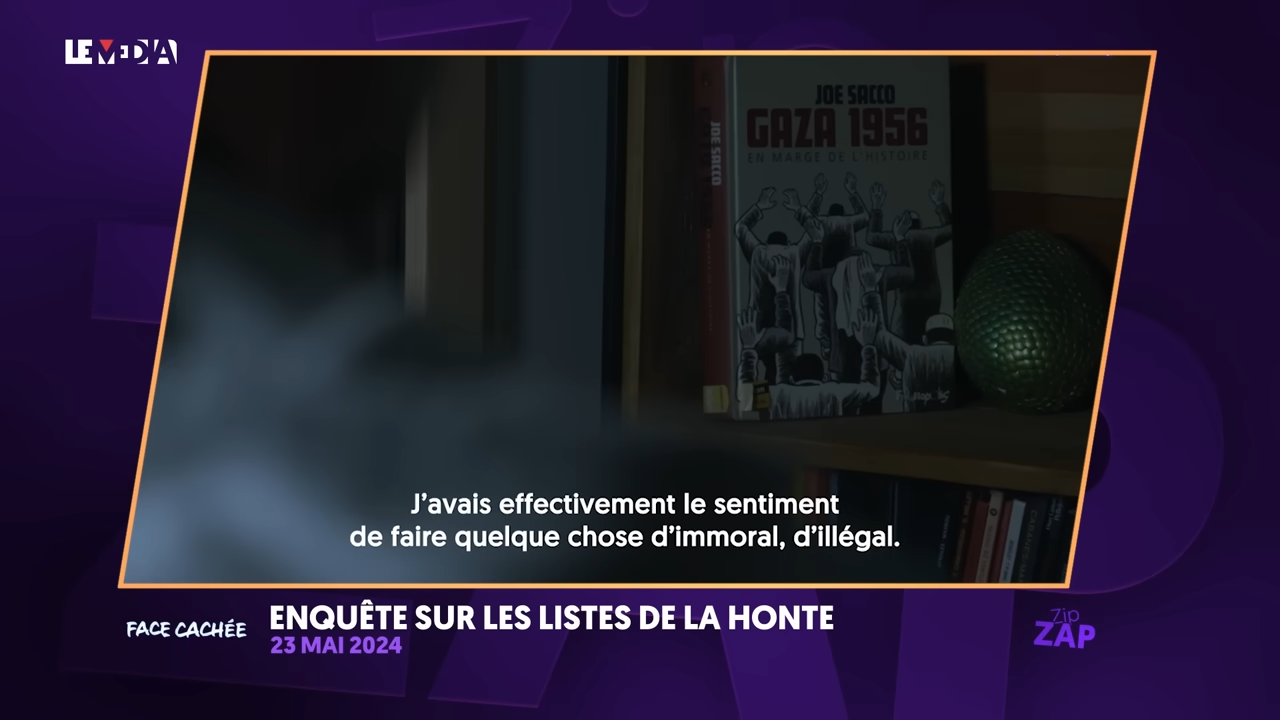 LE MEDIA
JOE SACCO
GAZA 1956
EN MARGE DE L'HISTOIRE
JOE SACCO
J'avais effectivement le sentiment
de faire quelque chose d'immoral, d'illégal.
FACE CACHÉE
ENQUÊTE SUR LES LISTES DE LA HONTE
23 MAI 2024
Zip
ZAP